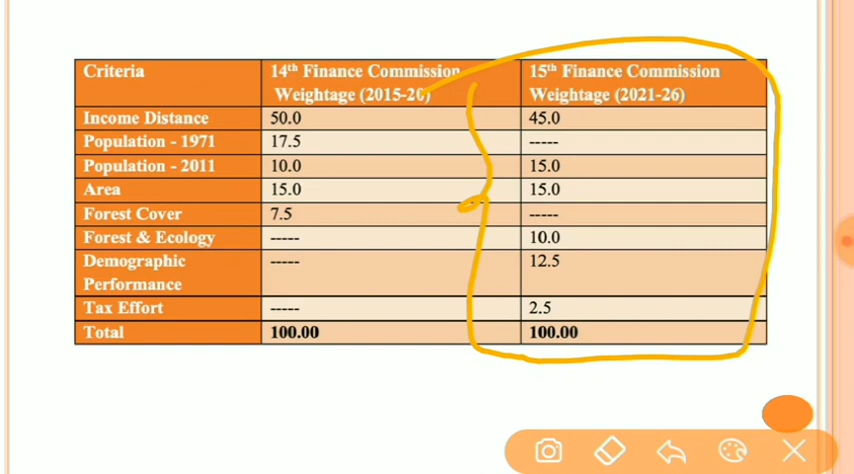 Criteria 14th Finance Commission 15th Finance Commission
Weightage (2015-20) Weightage (2021-26)
Income Distance 50.0 45.0
Population - 1971 17.5 -----
Population - 2011 10.0 15.0
Area 15.0 15.0
Forest Cover 7.5 -----
Forest & Ecology ----- 10.0
Demographic ----- 12.5
Performance
Tax Effort ----- 2.5
Total 100.00 100.00